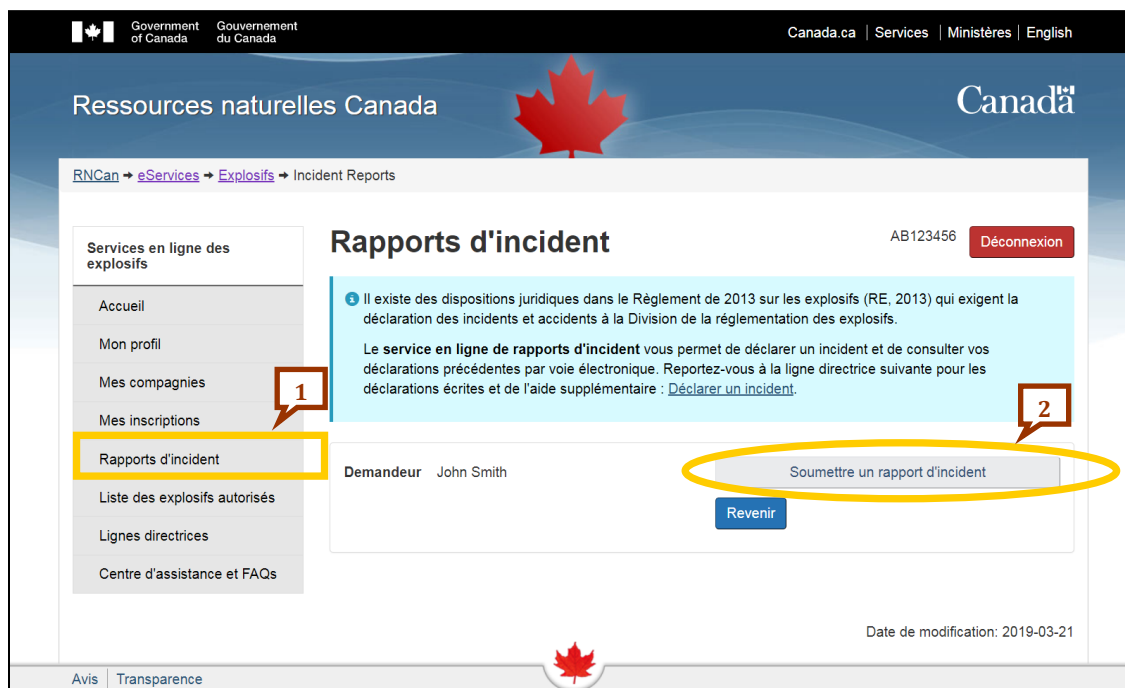 Government of Canada Gouvernement du Canada
Canada.ca | Services | Ministères | English
Ressources naturelles Canada
Canada
RNCan → eServices → Explosifs → Incident Reports
Services en ligne des
explosifs
Accueil
Mon profil
Mes compagnies
Mes inscriptions
Rapports d'incident
Liste des explosifs autorisés
Lignes directrices
Centre d'assistance et FAQs
1
Rapports d'incident
AB123456
Déconnexion
Il existe des dispositions juridiques dans le Règlement de 2013 sur les explosifs (RE, 2013) qui exigent la
déclaration des incidents et accidents à la Division de la réglementation des explosifs.
Le service en ligne de rapports d'incident vous permet de déclarer un incident et de consulter vos
déclarations précédentes par voie électronique. Reportez-vous à la ligne directrice suivante pour les
déclarations écrites et de l'aide supplémentaire : Déclarer un incident.
2
Demandeur John Smith
Soumettre un rapport d'incident
Revenir
Date de modification: 2019-03-21
Avis | Transparence